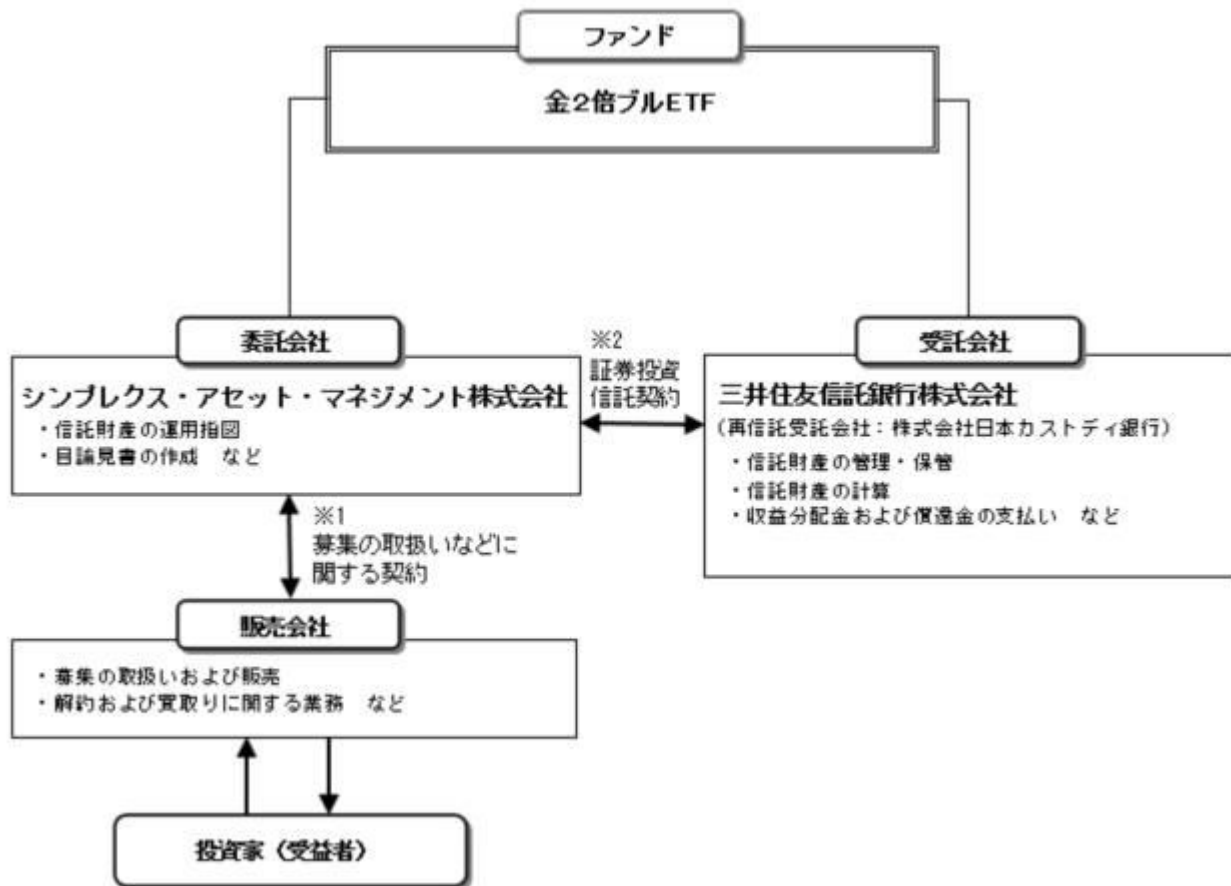 ファンド
金2倍ブルETF
委託会社
シンプレクス・アセット・マネジメント株式会社
・信託財産の運用指図
・目論見書の作成 など
※2
証券投資
信託契約
受託会社
三井住友信託銀行株式会社
(再信託受託会社:株式会社日本カストディ銀行)
・信託財産の管理・保管
・信託財産の計算
・収益分配金および償還金の支払い など
※1
募集の取扱いなどに
関する契約
販売会社
・募集の取扱いおよび販売
・解約および買取りに関する業務 など
投資家(受益者)